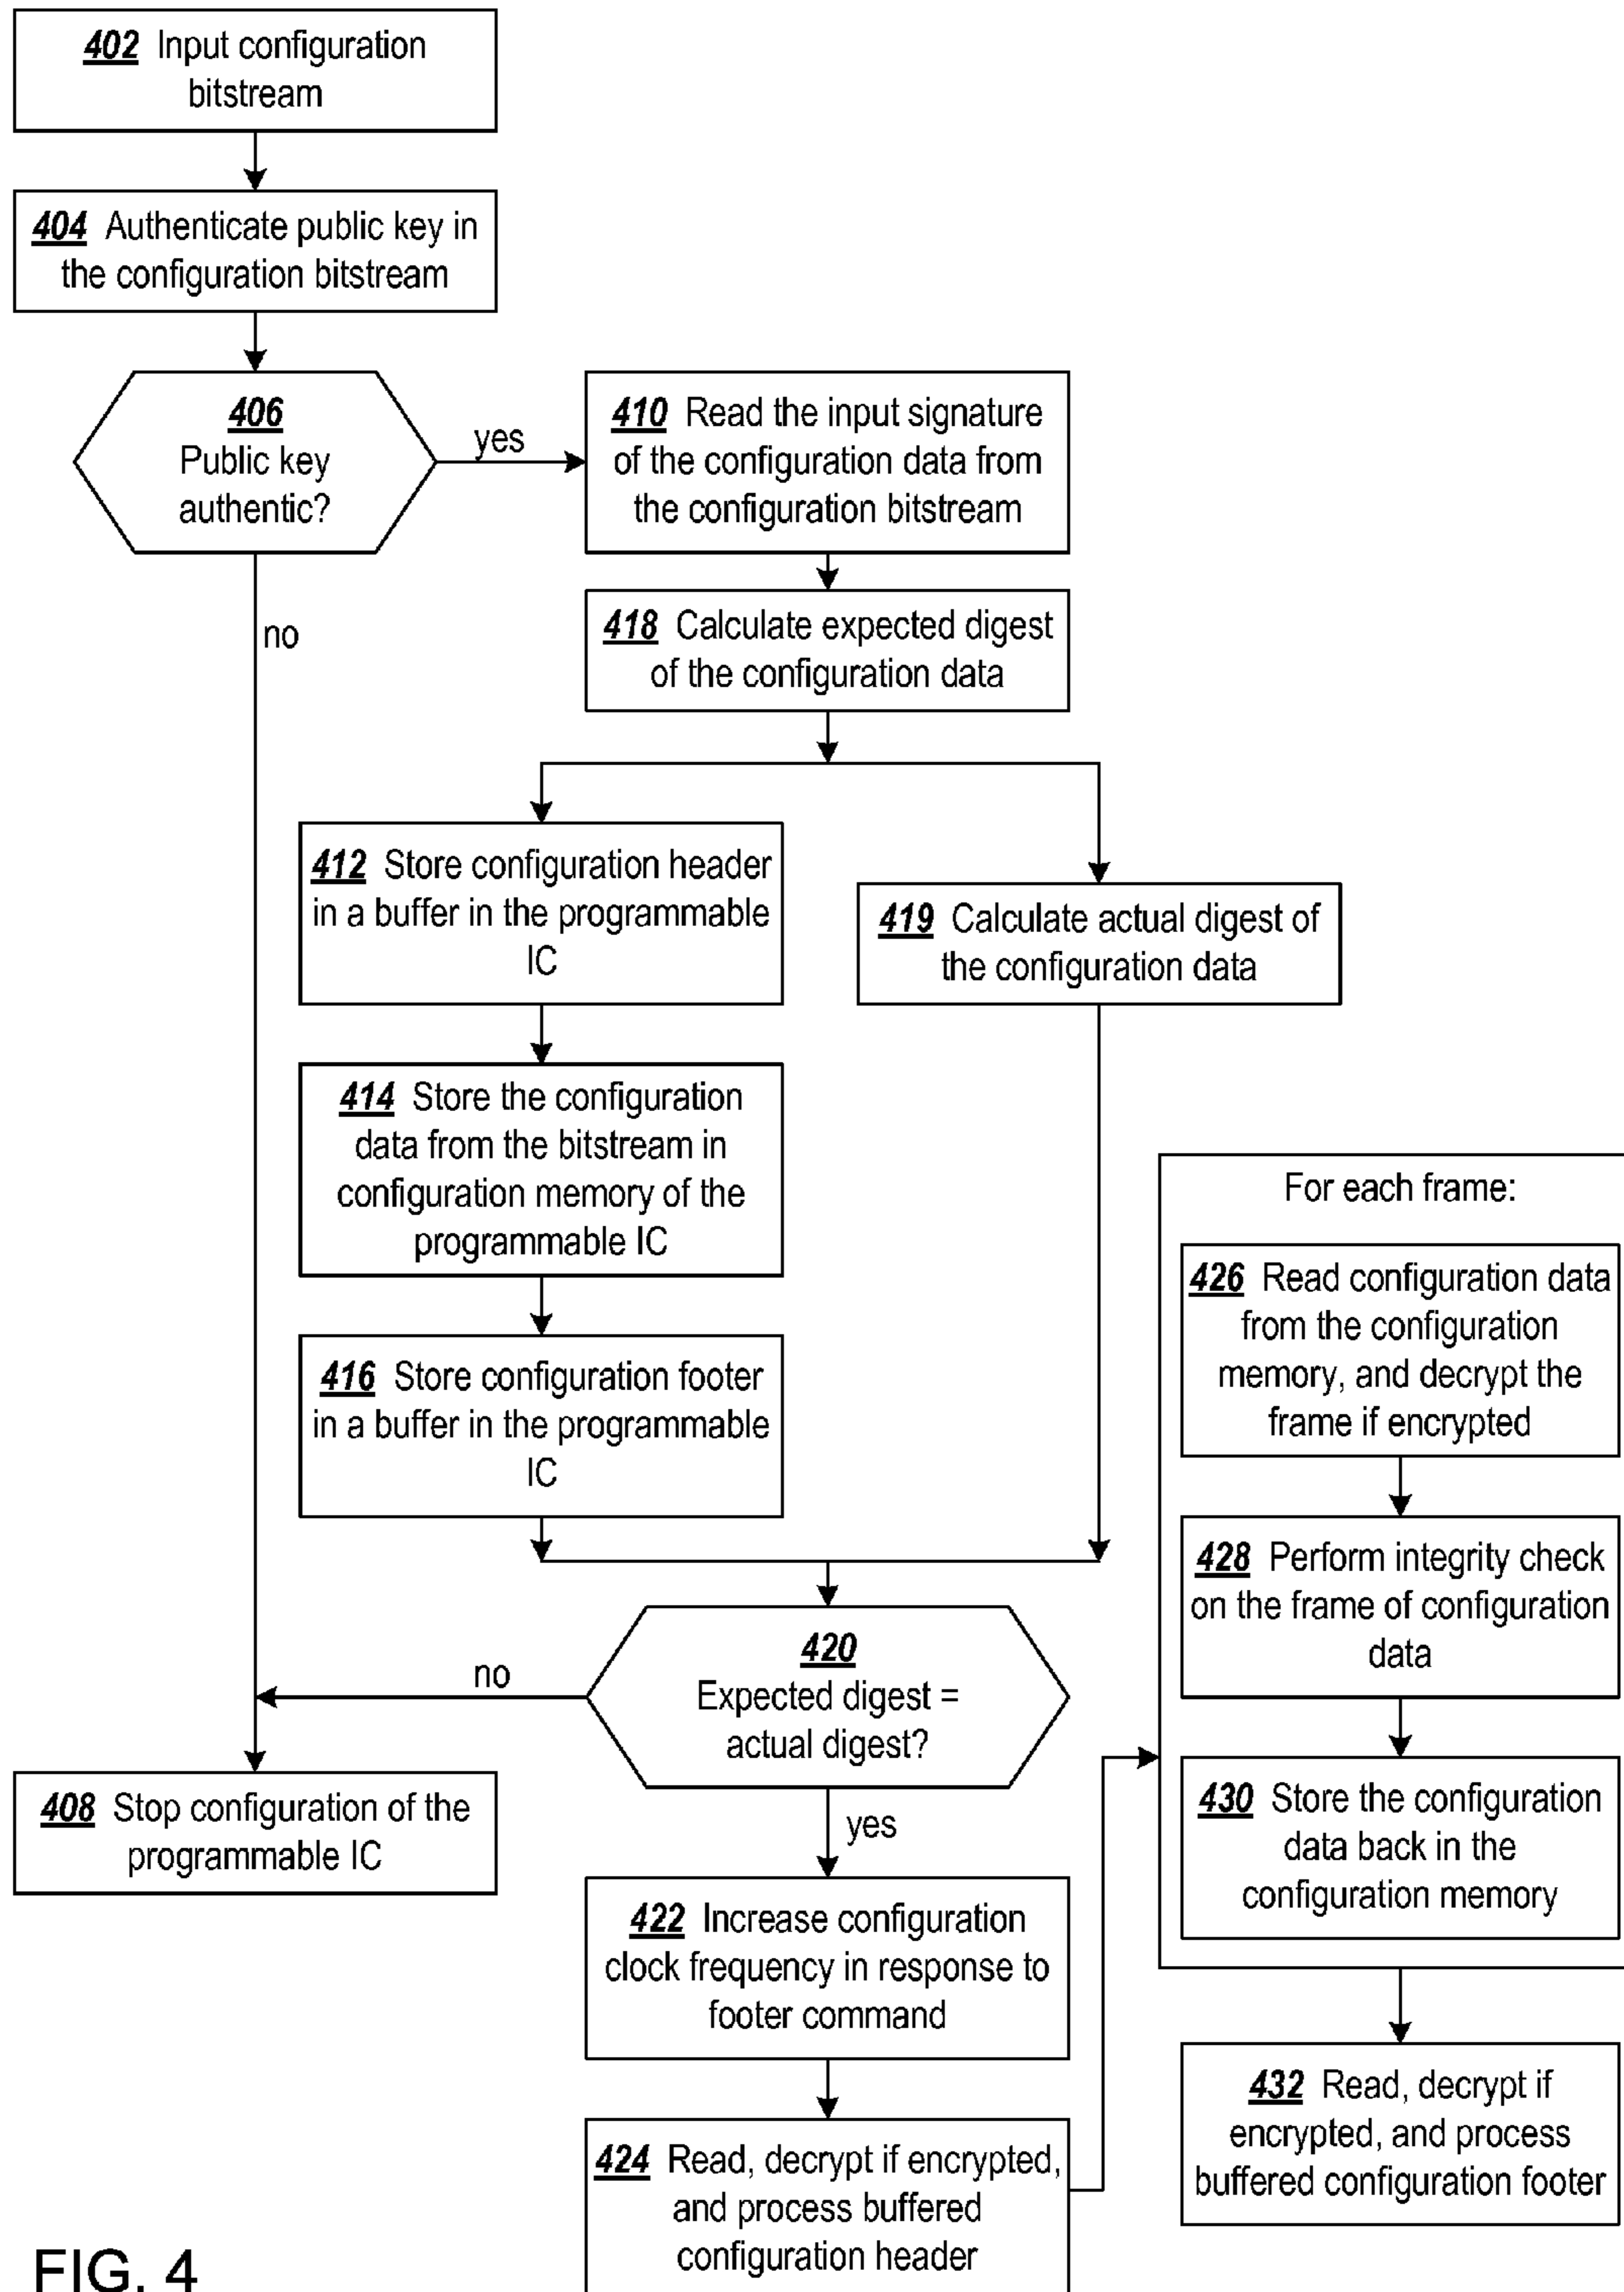 402 Input configuration
bitstream
404 Authenticate public key in
the configuration bitstream
406
Public key
authentic?
yes
no
410 Read the input signature
of the configuration data from
the configuration bitstream
418 Calculate expected digest
of the configuration data
412 Store configuration header
in a buffer in the programmable
IC
419 Calculate actual digest of
the configuration data
414 Store the configuration
data from the bitstream in
configuration memory of the
programmable IC
416 Store configuration footer
in a buffer in the programmable
IC
420
Expected digest =
actual digest?
no
yes
408 Stop configuration of the
programmable IC
422 Increase configuration
clock frequency in response to
footer command
424 Read, decrypt if encrypted,
and process buffered
configuration header
For each frame:
426 Read configuration data
from the configuration
memory, and decrypt the
frame if encrypted
428 Perform integrity check
on the frame of configuration
data
430 Store the configuration
data back in the
configuration memory
432 Read, decrypt if
encrypted, and process
buffered configuration footer
FIG. 4